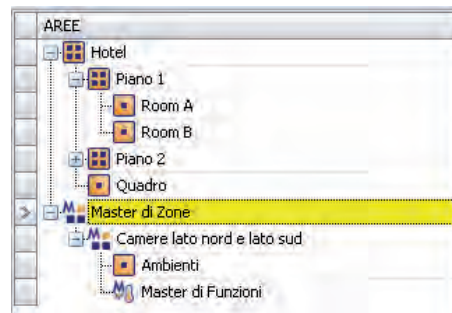 AREE
Hotel
Piano 1
Room A
Room B
Piano 2
Quadro
Master di Zone
Camere lato nord e lato sud
Ambienti
Master di Funzioni